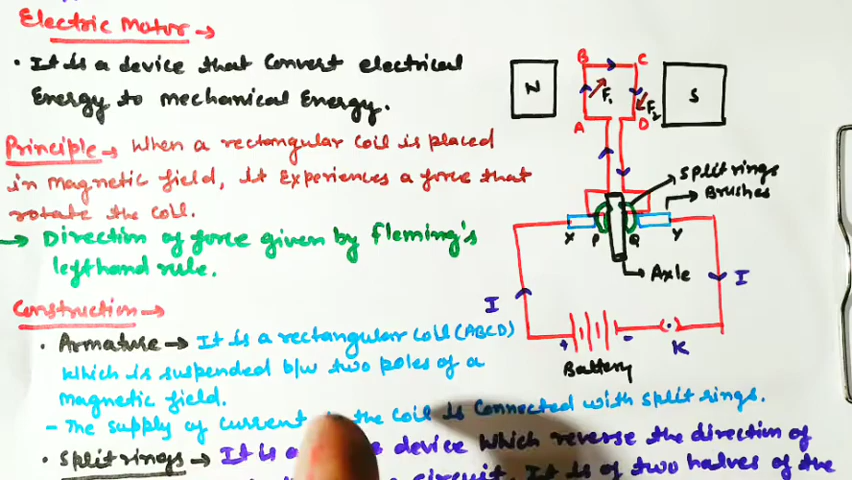 Electric Motor →
• It is a device that convert electrical
Energy to mechanical Energy.
Principle → When a rectangular coil is placed
in magnetic field, it Experiences a force that
rotate the coil.
→ Direction of force given by Fleming's
lefthand rule.
Construction →
• Armature → It is a rectangular coil (ABCD)
Which is suspended b/w two poles of a
Magnetic field.
- The supply of current the coil is Connected with split rings.
• Split rings → It is a device which reverse the direction of
circuit. It is of two halves of the
N
B
C
F1
F2
A
D
S
Split rings
Brushes
X
P
Q
Y
Axle
I
I
+
-
K
Battery